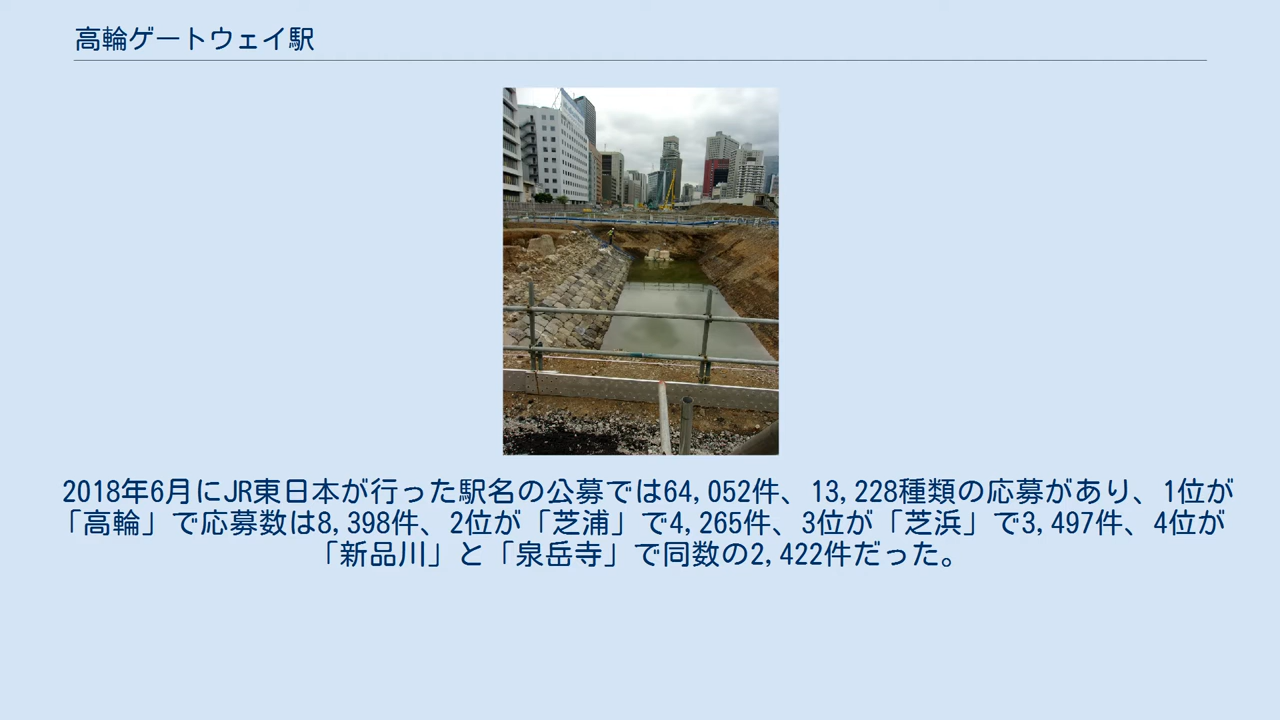 高輪ゲートウェイ駅
2018年6月にJR東日本が行った駅名の公募では64,052件、13,228種類の応募があり、1位が
「高輪」で応募数は8,398件、2位が「芝浦」で4,265件、3位が「芝浜」で3,497件、4位が
「新品川」と「泉岳寺」で同数の2,422件だった。